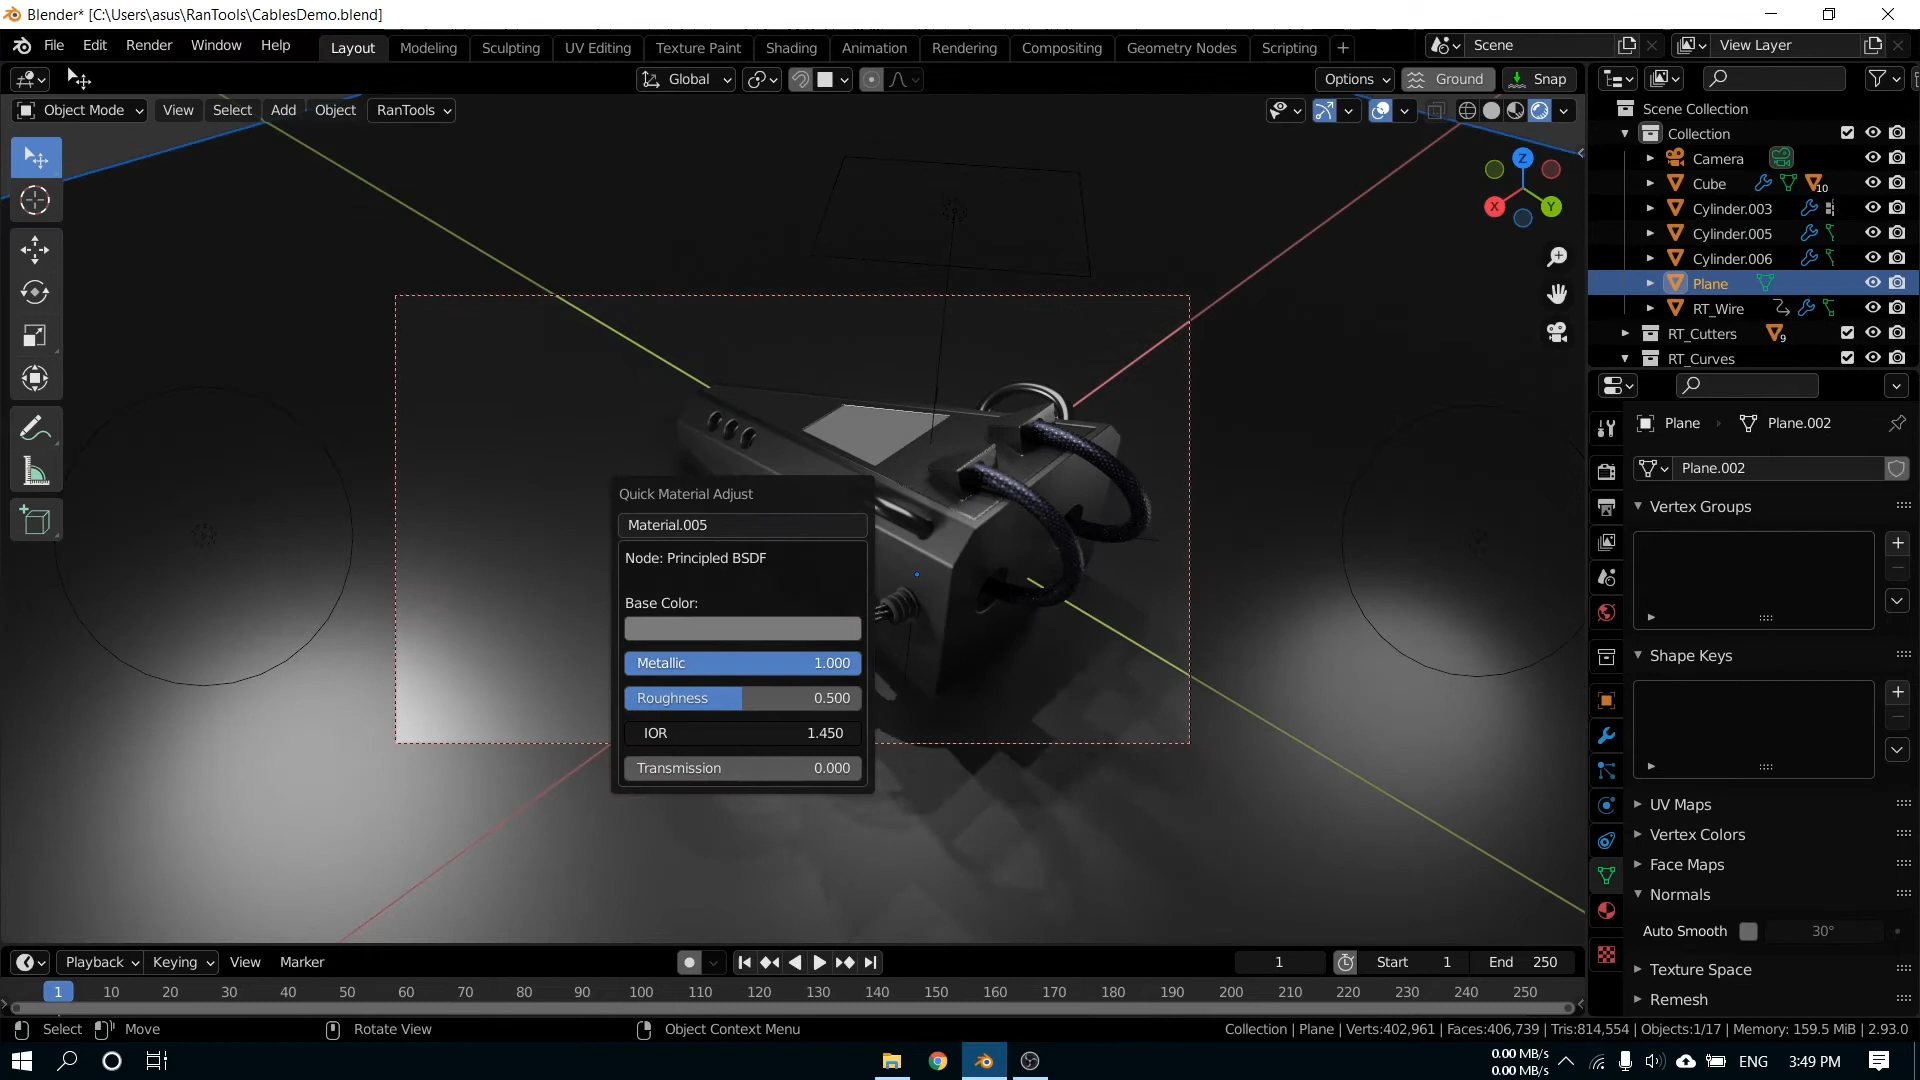 Blender* [C:\Users\asus\RanTools\CablesDemo.blend]
File Edit Render Window Help Layout Modeling Sculpting UV Editing Texture Paint Shading Animation Rendering Compositing Geometry Nodes Scripting + Scene View Layer
Global Options Ground Snap
Object Mode View Select Add Object RanTools
Scene Collection
Collection
Camera
Cube 10
Cylinder.003
Cylinder.005
Cylinder.006
Plane
RT_Wire
RT_Cutters 9
RT_Curves
Z
X Y
Plane Plane.002
Plane.002
Vertex Groups
Shape Keys
UV Maps
Vertex Colors
Face Maps
Normals
Auto Smooth 30°
Texture Space
Remesh
Quick Material Adjust
Material.005
Node: Principled BSDF
Base Color:
Metallic 1.000
Roughness 0.500
IOR 1.450
Transmission 0.000
Playback Keying View Marker 1 Start 1 End 250
1 10 20 30 40 50 60 70 80 90 100 110 120 130 140 150 160 170 180 190 200 210 220 230 240 250
Select Move Rotate View Object Context Menu Collection | Plane | Verts:402,961 | Faces:406,739 | Tris:814,554 | Objects:1/17 | Memory: 159.5 MiB | 2.93.0
0.00 MB/s
0.00 MB/s
ENG 3:49 PM